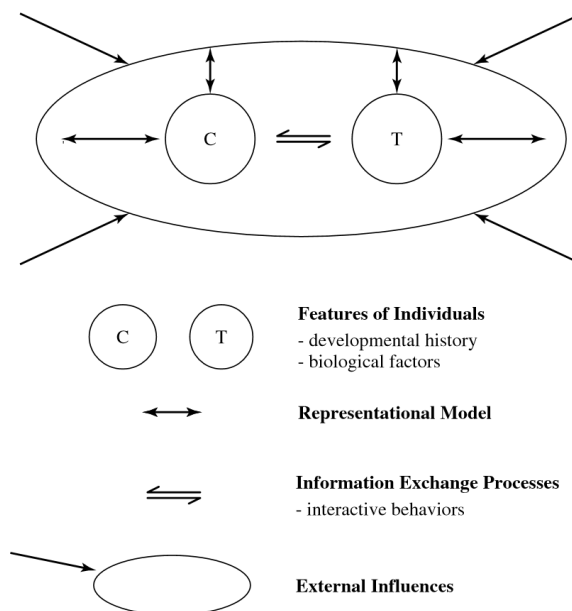 C
T
C
T
Features of Individuals
- developmental history
- biological factors
Representational Model
Information Exchange Processes
- interactive behaviors
External Influences